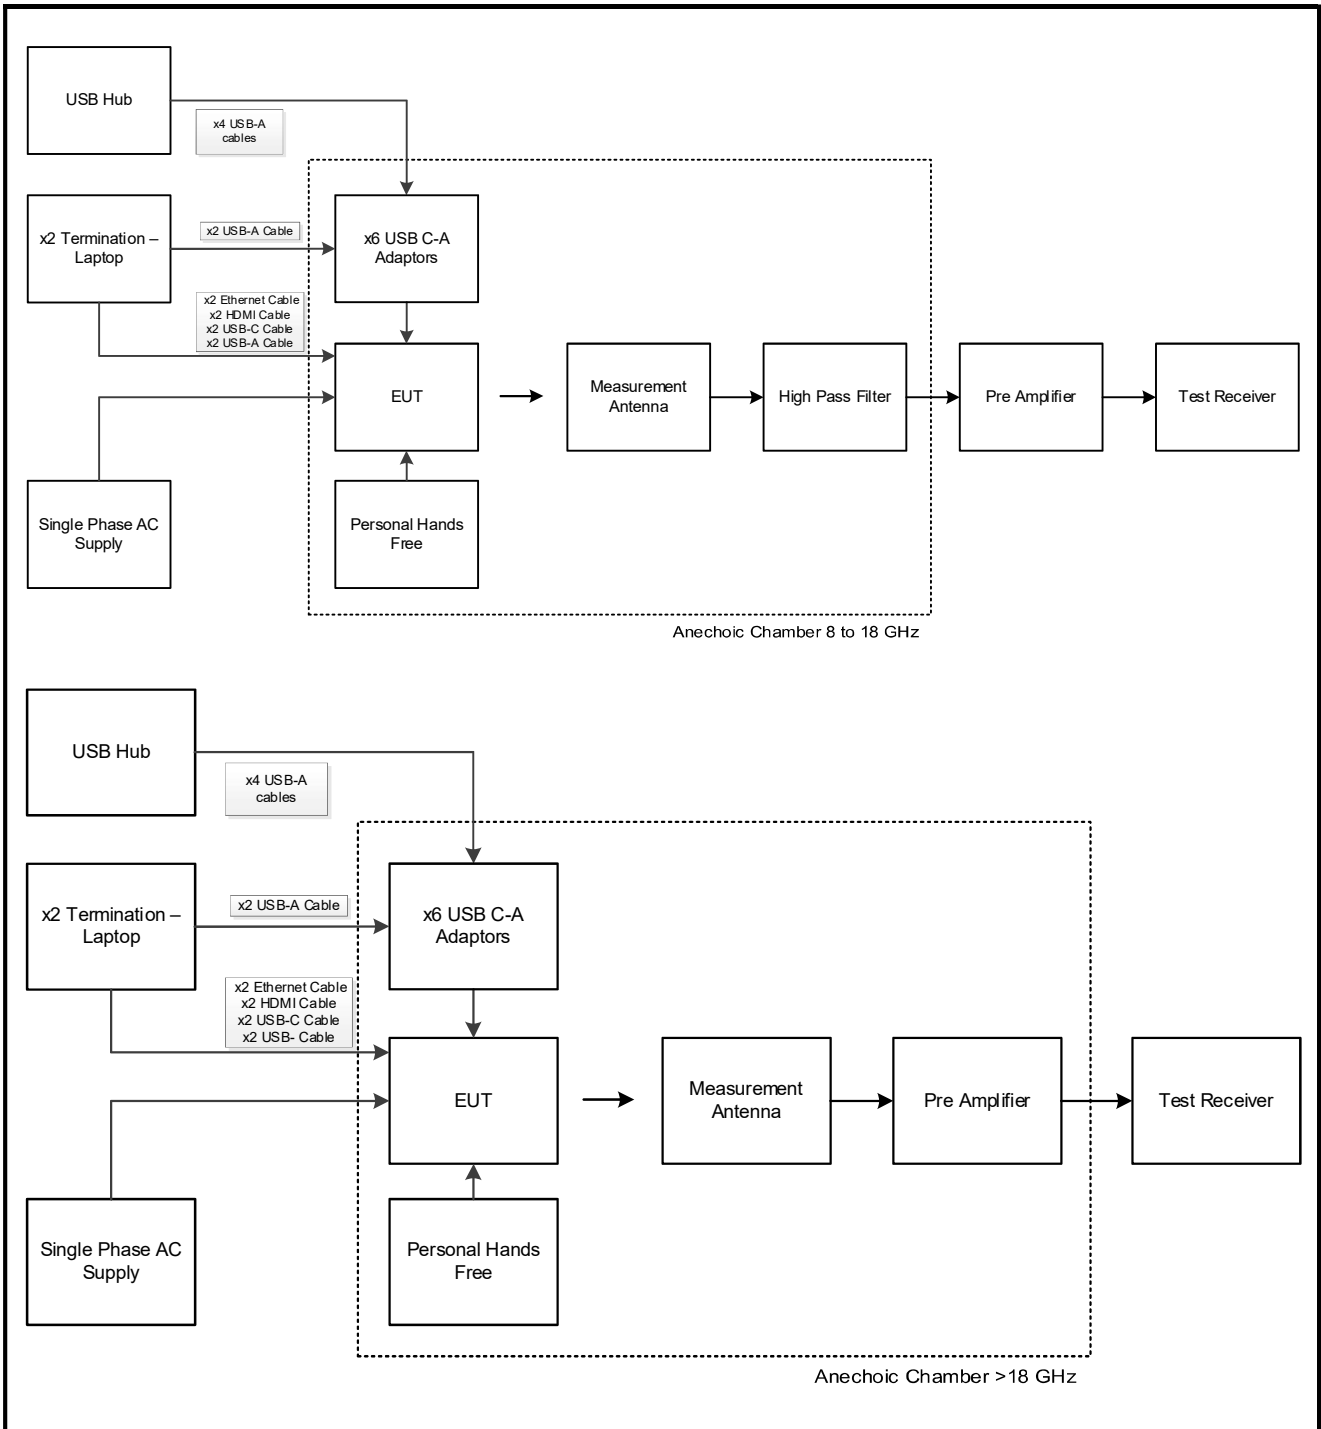 USB Hub
x4 USB-A
cables
x2 Termination –
Laptop
x2 USB-A Cable
x6 USB C-A
Adaptors
x2 Ethernet Cable
x2 HDMI Cable
x2 USB-C Cable
x2 USB-A Cable
EUT
Measurement
Antenna
High Pass Filter
Pre Amplifier
Test Receiver
Single Phase AC
Supply
Personal Hands
Free
Anechoic Chamber 8 to 18 GHz
USB Hub
x4 USB-A
cables
x2 Termination –
Laptop
x2 USB-A Cable
x6 USB C-A
Adaptors
x2 Ethernet Cable
x2 HDMI Cable
x2 USB-C Cable
x2 USB- Cable
EUT
Measurement
Antenna
Pre Amplifier
Test Receiver
Single Phase AC
Supply
Personal Hands
Free
Anechoic Chamber >18 GHz